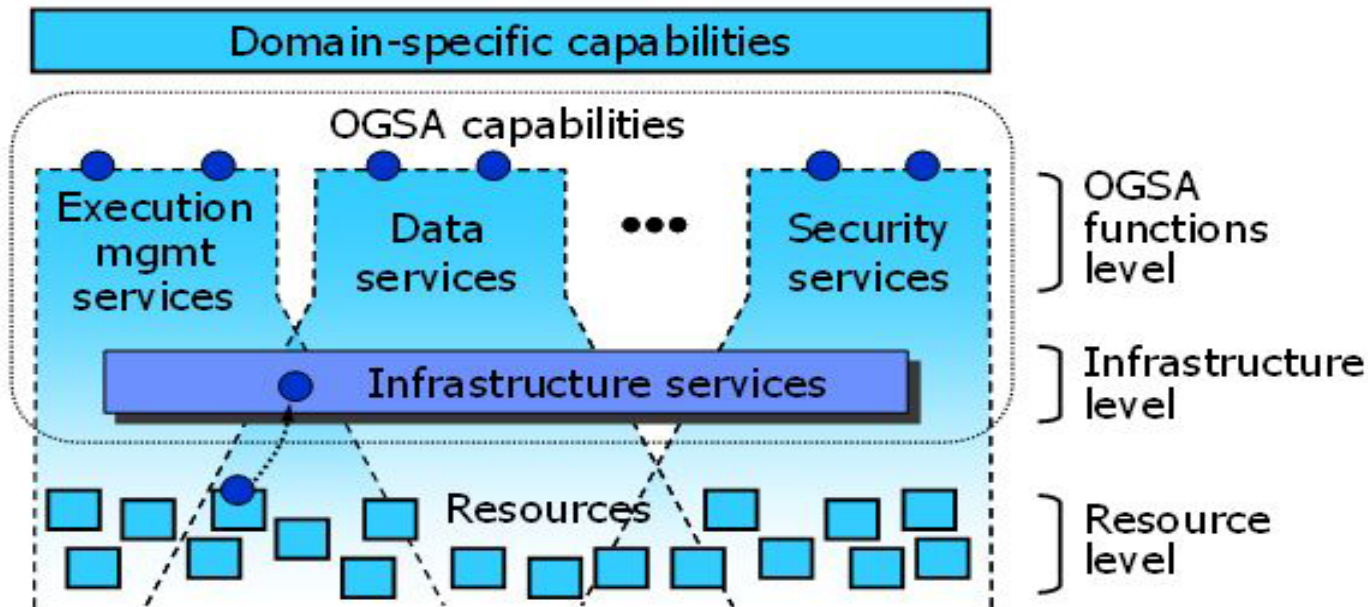 Domain-specific capabilities
OGSA capabilities
Execution
mgmt
services
Data
services
•••
Security
services
OGSA
functions
level
Infrastructure services
Infrastructure
level
Resources
Resource
level